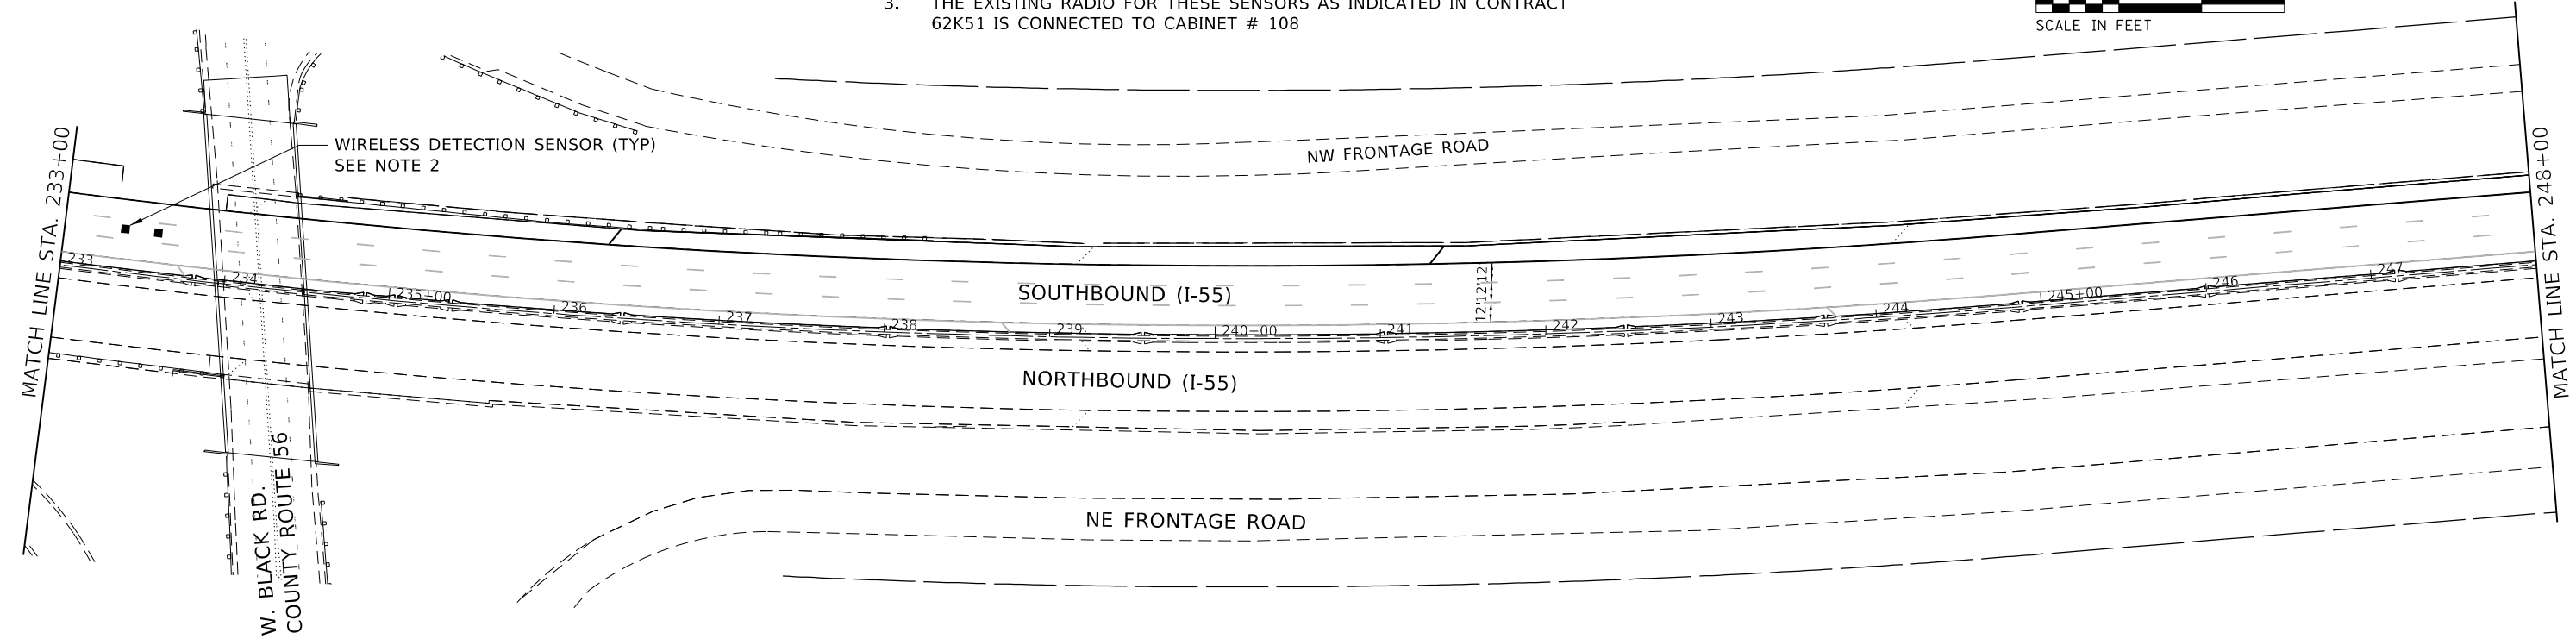 3. THE EXISTING RADIO FOR THESE SENSORS AS INDICATED IN CONTRACT
62K51 IS CONNECTED TO CABINET # 108
SCALE IN FEET
WIRELESS DETECTION SENSOR (TYP)
SEE NOTE 2
NW FRONTAGE ROAD
MATCH LINE STA. 233+00
MATCH LINE STA. 248+00
233
234
235+00
236
237
238
239
240+00
241
242
243
244
245+00
246
247
12'12'12'
SOUTHBOUND (I-55)
NORTHBOUND (I-55)
NE FRONTAGE ROAD
W. BLACK RD.
COUNTY ROUTE 56